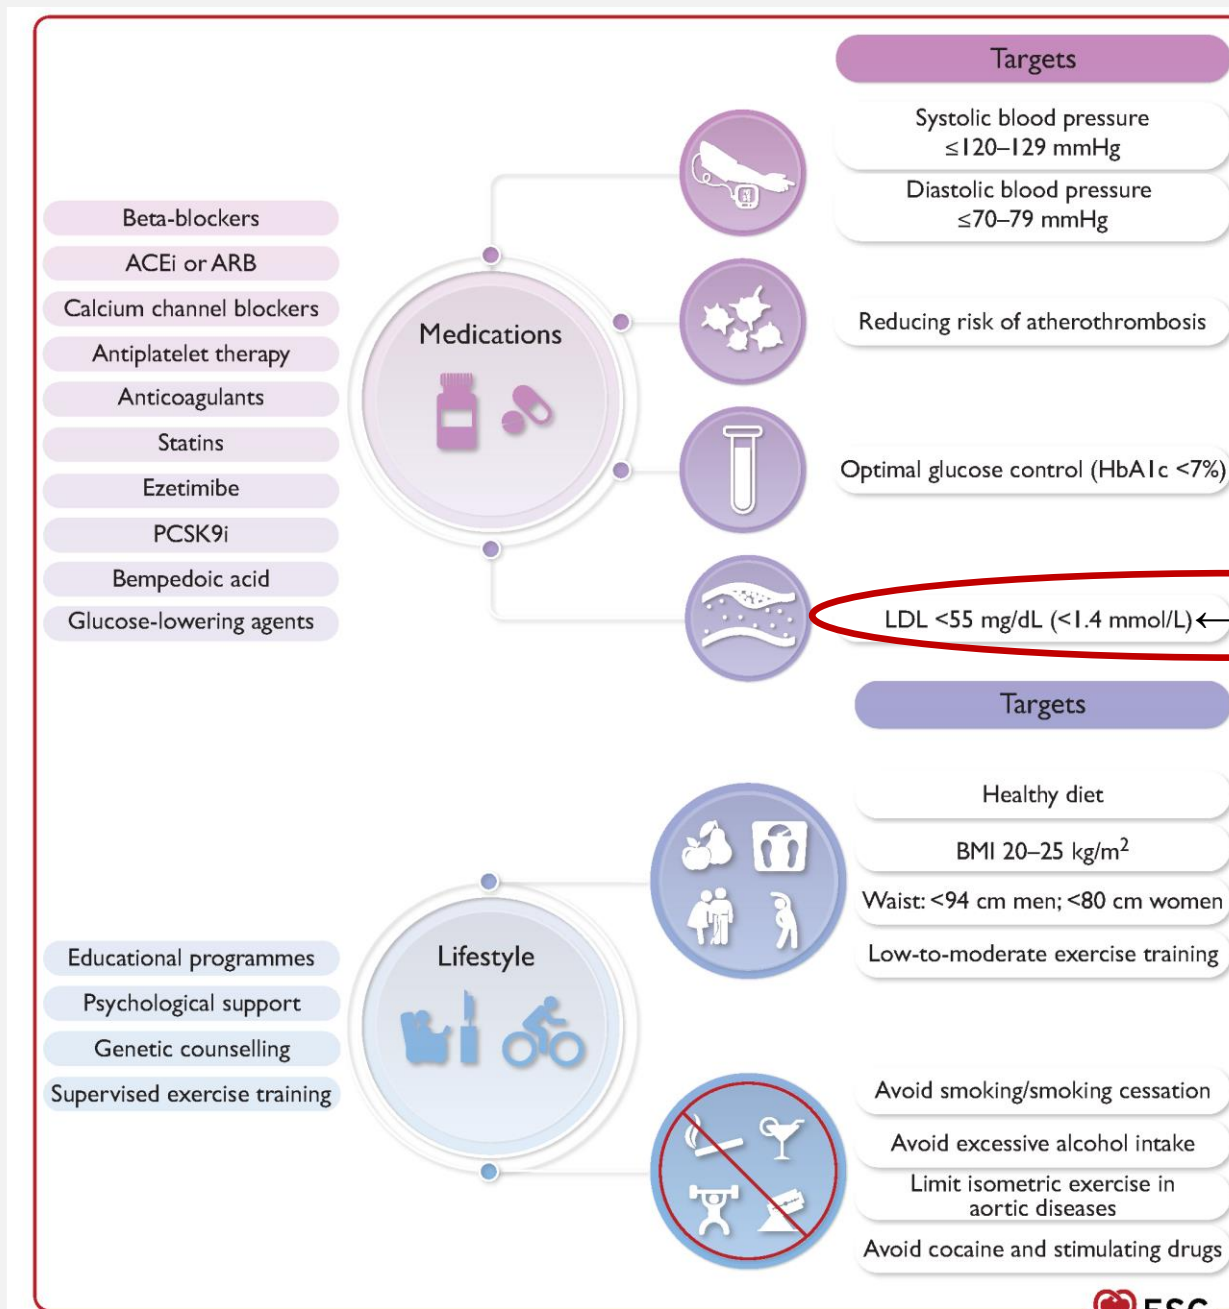 Targets
Systolic blood pressure
≤120–129 mmHg
Diastolic blood pressure
≤70–79 mmHg
Beta-blockers
ACEi or ARB
Calcium channel blockers
Antiplatelet therapy
Anticoagulants
Statins
Ezetimibe
PCSK9i
Bempedoic acid
Glucose-lowering agents
Medications
Reducing risk of atherothrombosis
Optimal glucose control (HbA1c <7%)
LDL <55 mg/dL (<1.4 mmol/L) ←
Targets
Healthy diet
BMI 20–25 kg/m²
Waist: <94 cm men; <80 cm women
Low-to-moderate exercise training
Educational programmes
Psychological support
Genetic counselling
Supervised exercise training
Lifestyle
Avoid smoking/smoking cessation
Avoid excessive alcohol intake
Limit isometric exercise in
aortic diseases
Avoid cocaine and stimulating drugs
ESC